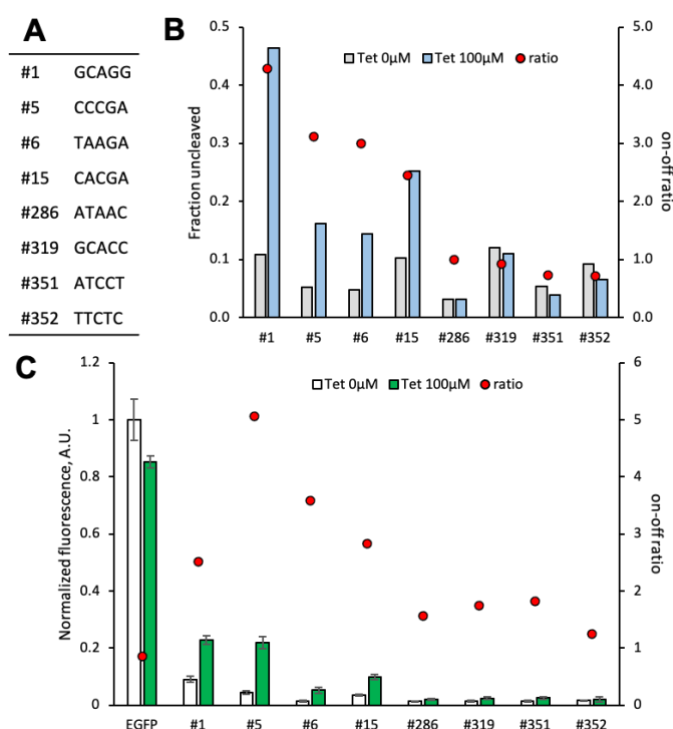 A
#1 GCAGG
#5 CCCGA
#6 TAAGA
#15 CACGA
#286 ATAAC
#319 GCACC
#351 ATCCT
#352 TTCTC
B
Tet 0µM Tet 100µM ratio
Fraction uncleaved
0.5
0.4
0.3
0.2
0.1
0.0
on-off ratio
5.0
4.0
3.0
2.0
1.0
0.0
#1 #5 #6 #15 #286 #319 #351 #352
C
Tet 0µM Tet 100µM ratio
Normalized fluorescence, A.U.
1.2
1
0.8
0.6
0.4
0.2
0
on-off ratio
6
5
4
3
2
1
0
EGFP #1 #5 #6 #15 #286 #319 #351 #352